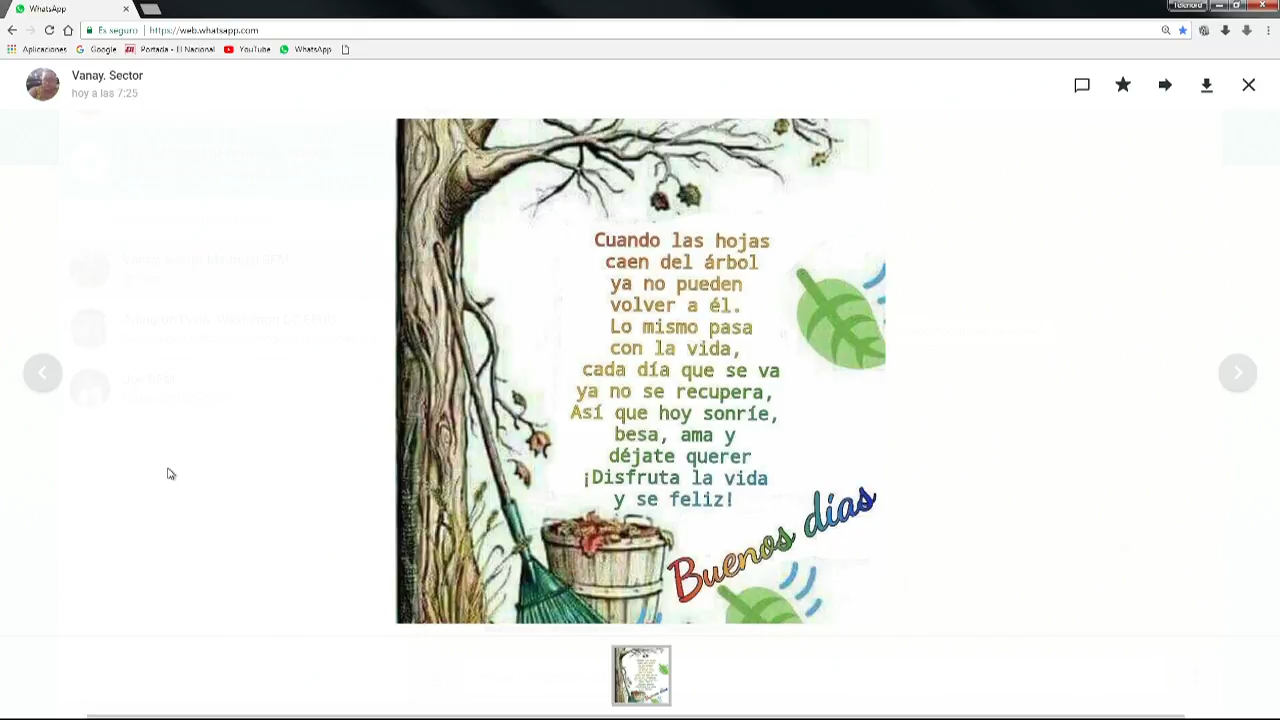 WhatsApp
Telenord
Es seguro | https://web.whatsapp.com
Aplicaciones Google Portada - El Nacional YouTube WhatsApp
Vanay. Sector
hoy a las 7:25
Cuando las hojas
caen del árbol
ya no pueden
volver a él.
Lo mismo pasa
con la vida,
cada día que se va
ya no se recupera,
Así que hoy sonríe,
besa, ama y
déjate querer
¡Disfruta la vida
y se feliz!
Buenos días